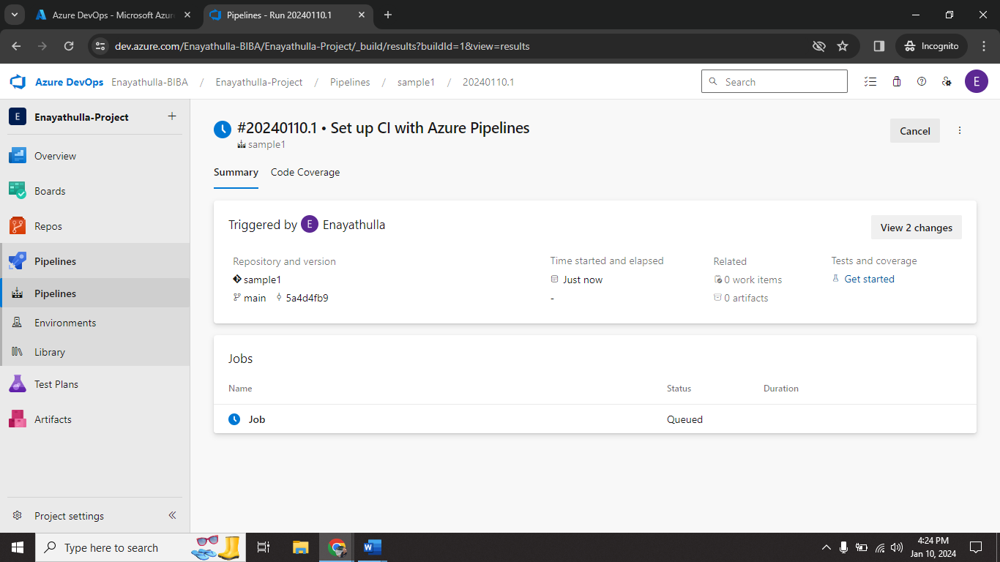 Azure DevOps - Microsoft Azure
Pipelines - Run 20240110.1
dev.azure.com/Enayathulla-BIBA/Enayathulla-Project/_build/results?buildId=1&view=results
Incognito
Azure DevOps Enayathulla-BIBA / Enayathulla-Project / Pipelines / sample1 / 20240110.1
Search
E
E Enayathulla-Project
Overview
Boards
Repos
Pipelines
Pipelines
Environments
Library
Test Plans
Artifacts
Project settings
#20240110.1 • Set up CI with Azure Pipelines
sample1
Cancel
Summary Code Coverage
Triggered by E Enayathulla
View 2 changes
Repository and version
sample1
main 5a4d4fb9
Time started and elapsed
Just now
-
Related
0 work items
0 artifacts
Tests and coverage
Get started
Jobs
Name Status Duration
Job Queued
Type here to search
W
4:24 PM
Jan 10, 2024